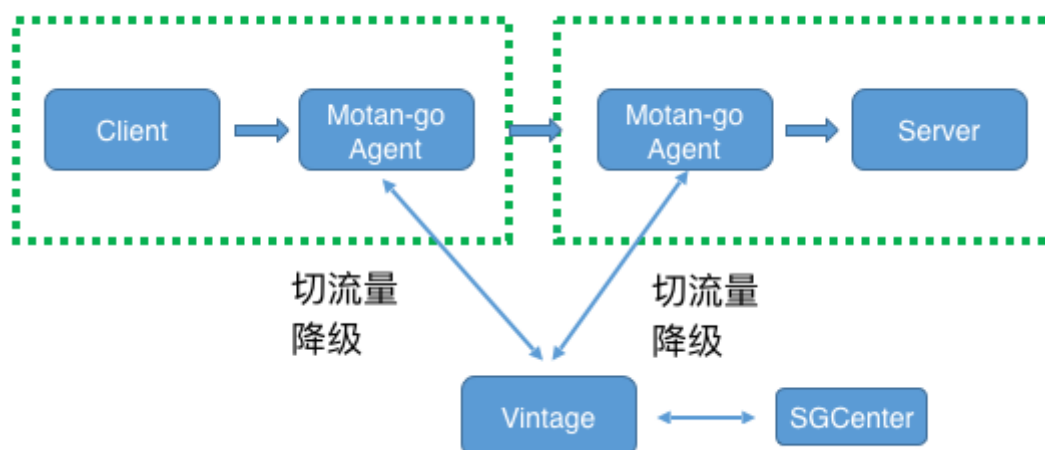 Client
Motan-go
Agent
Motan-go
Agent
Server
切流量
降级
切流量
降级
Vintage
SGCenter